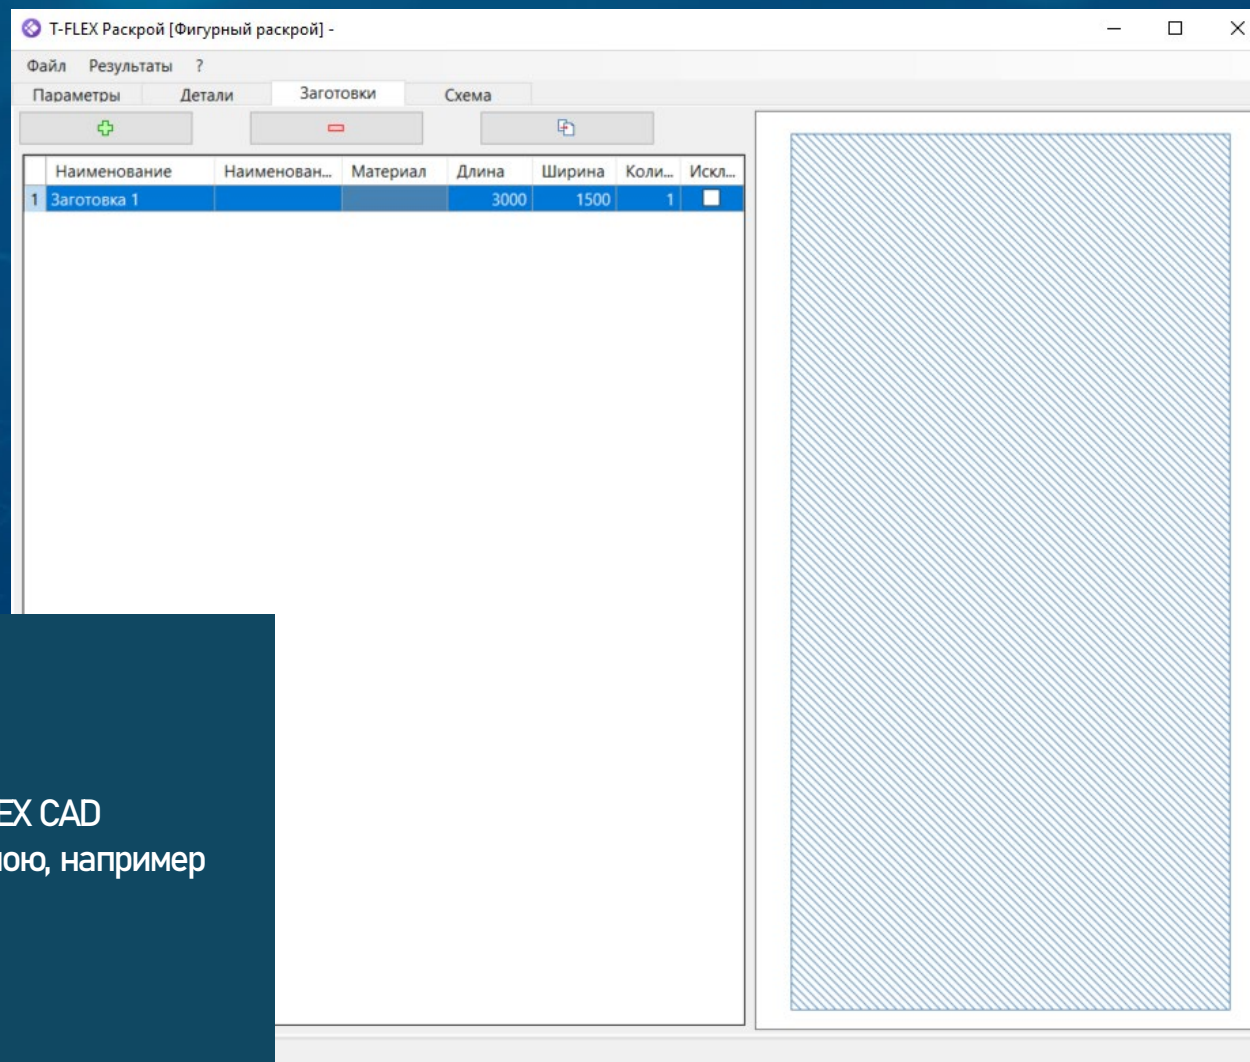 T-FLEX Раскрой [Фигурный раскрой] -
Файл Результаты ?
Параметры Детали Заготовки Схема
Наименование Наименован... Материал Длина Ширина Коли... Искл...
1 Заготовка 1 3000 1500 1
EX CAD
ною, например